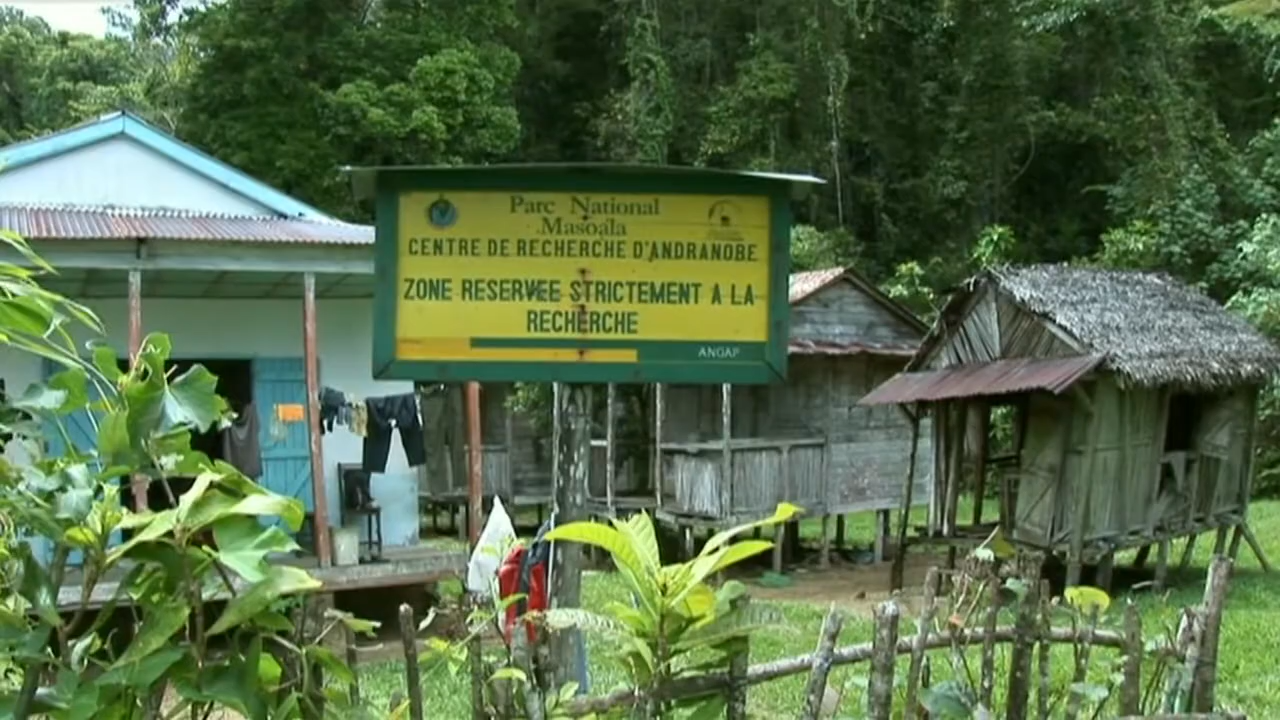 Parc National
Masoala
CENTRE DE RECHERCHE D'ANDRANOBE
ZONE RESERVEE STRICTEMENT A LA
RECHERCHE
ANGAP